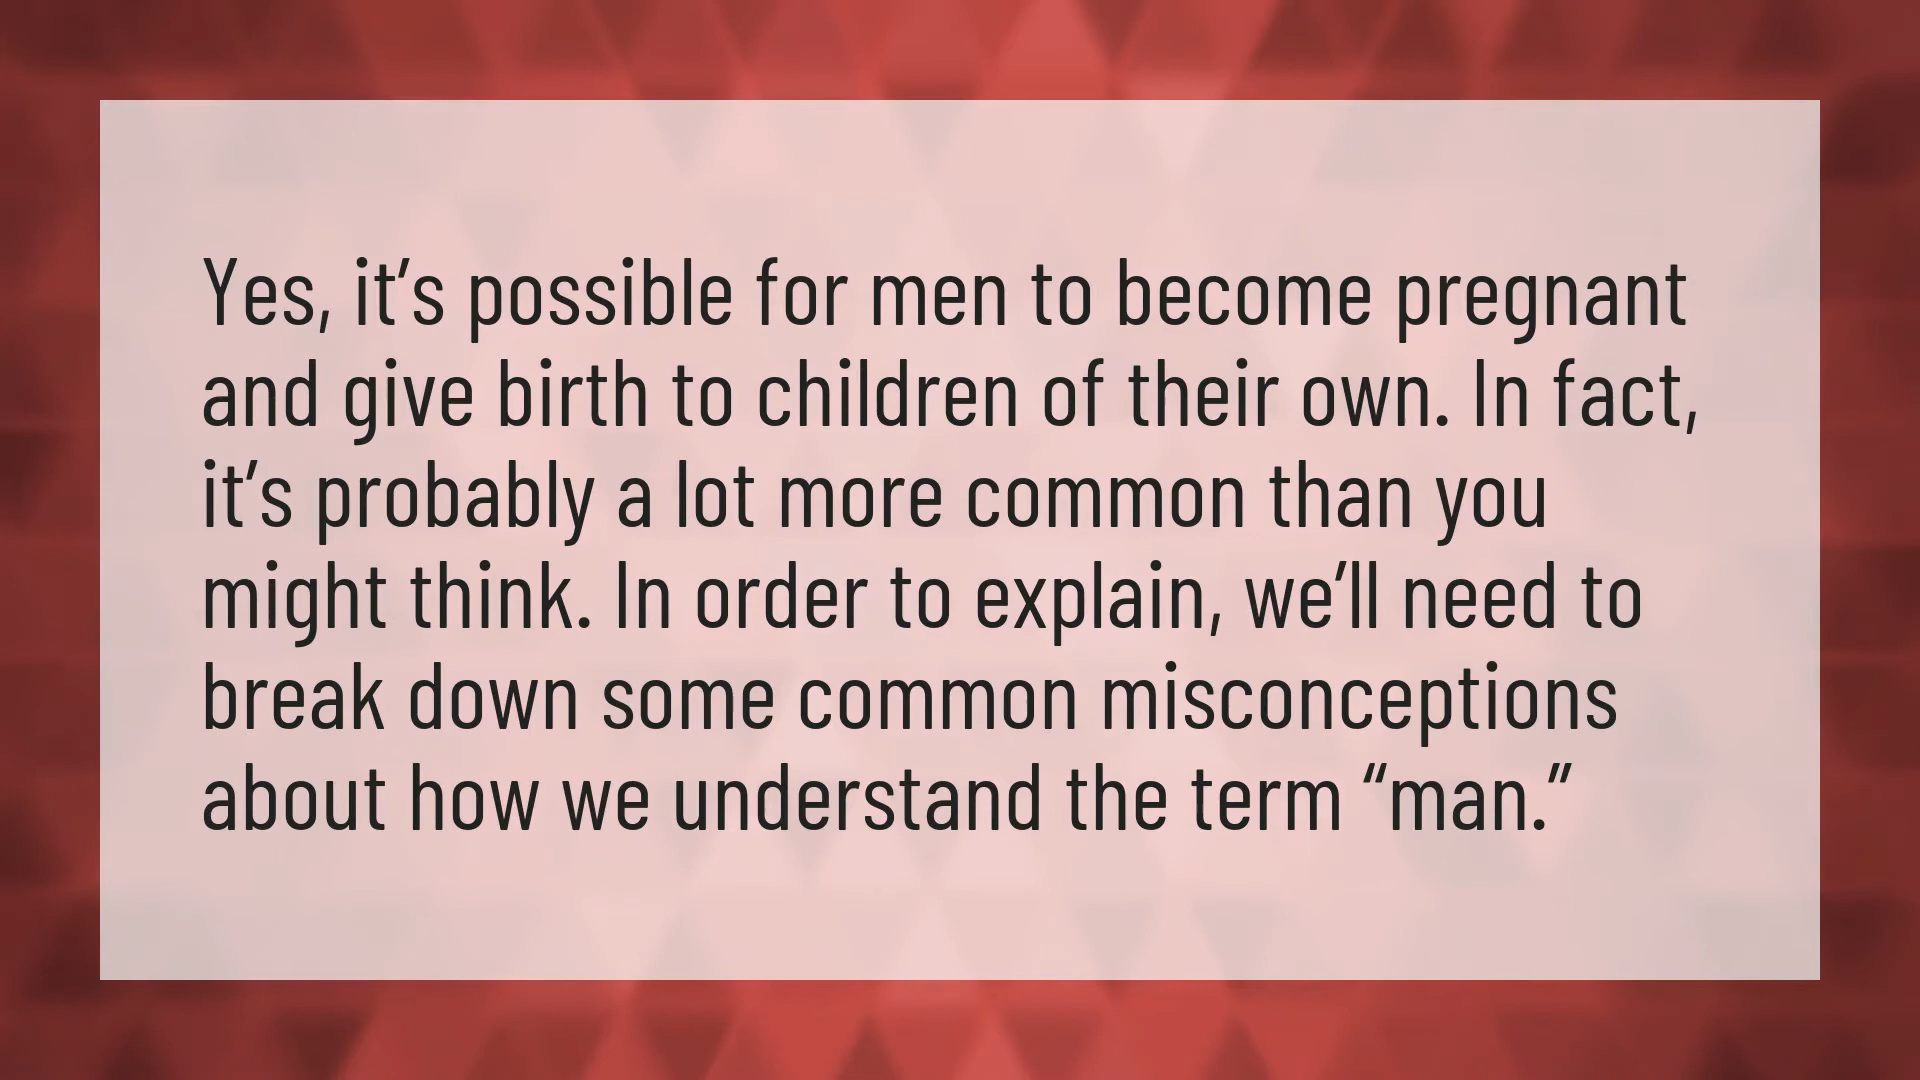 Yes, it’s possible for men to become pregnant
and give birth to children of their own. In fact,
it’s probably a lot more common than you
might think. In order to explain, we’ll need to
break down some common misconceptions
about how we understand the term “man.”